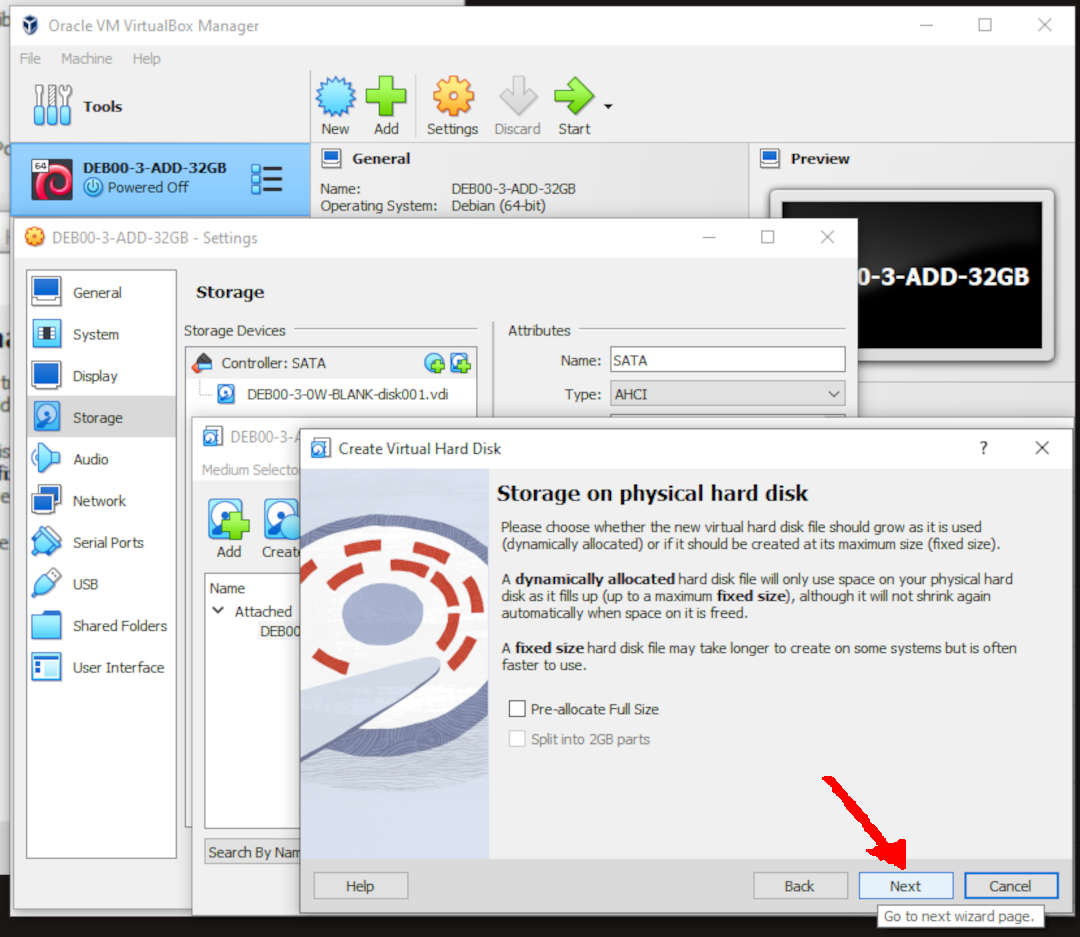 Oracle VM VirtualBox Manager
File Machine Help
Tools
New Add Settings Discard Start
64
DEB00-3-ADD-32GB
Powered Off
General
Name: DEB00-3-ADD-32GB
Operating System: Debian (64-bit)
Preview
0-3-ADD-32GB
DEB00-3-ADD-32GB - Settings
General
System
Display
Storage
Audio
Network
Serial Ports
USB
Shared Folders
User Interface
Storage
Storage Devices
Controller: SATA
DEB00-3-0W-BLANK-disk001.vdi
Attributes
Name: SATA
Type: AHCI
DEB00-3-A
Medium Selecto
Add Create
Name
Attached
DEB00
Search By Nam
Create Virtual Hard Disk
?
Storage on physical hard disk
Please choose whether the new virtual hard disk file should grow as it is used
(dynamically allocated) or if it should be created at its maximum size (fixed size).
A dynamically allocated hard disk file will only use space on your physical hard
disk as it fills up (up to a maximum fixed size), although it will not shrink again
automatically when space on it is freed.
A fixed size hard disk file may take longer to create on some systems but is often
faster to use.
Pre-allocate Full Size
Split into 2GB parts
Help Back Next Cancel
Go to next wizard page.